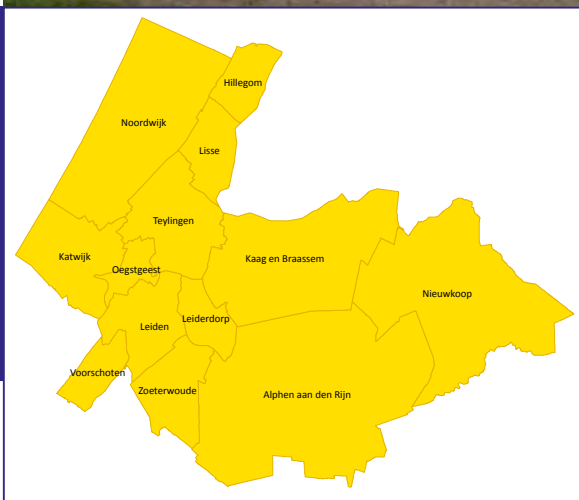 Hillegom
Noordwijk
Lisse
Teylingen
Katwijk
Oegstgeest
Kaag en Braassem
Nieuwkoop
Leiderdorp
Leiden
Voorschoten
Zoeterwoude
Alphen aan den Rijn